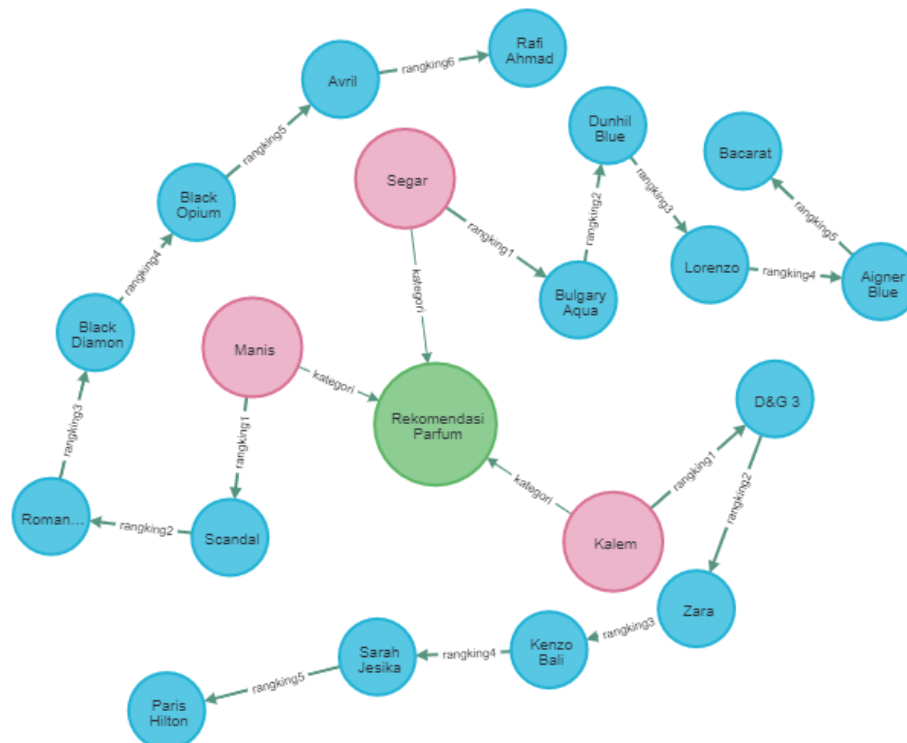 Rafi
Ahmad
Avril
rangking6
rangking5
Dunhil
Blue
Bacarat
Segar
Black
Opium
rangking1
rangking2
rangking3
rangking5
rangking4
Lorenzo
rangking4
Aigner
Blue
kategori
Bulgary
Aqua
Black
Diamon
Manis
kategori
Rekomendasi
Parfum
D&G 3
rangking3
rangking1
rangking1
rangking2
kategori
Roman...
rangking2
Scandal
Kalem
Zara
rangking3
Kenzo
Bali
rangking4
Sarah
Jesika
rangking5
Paris
Hilton